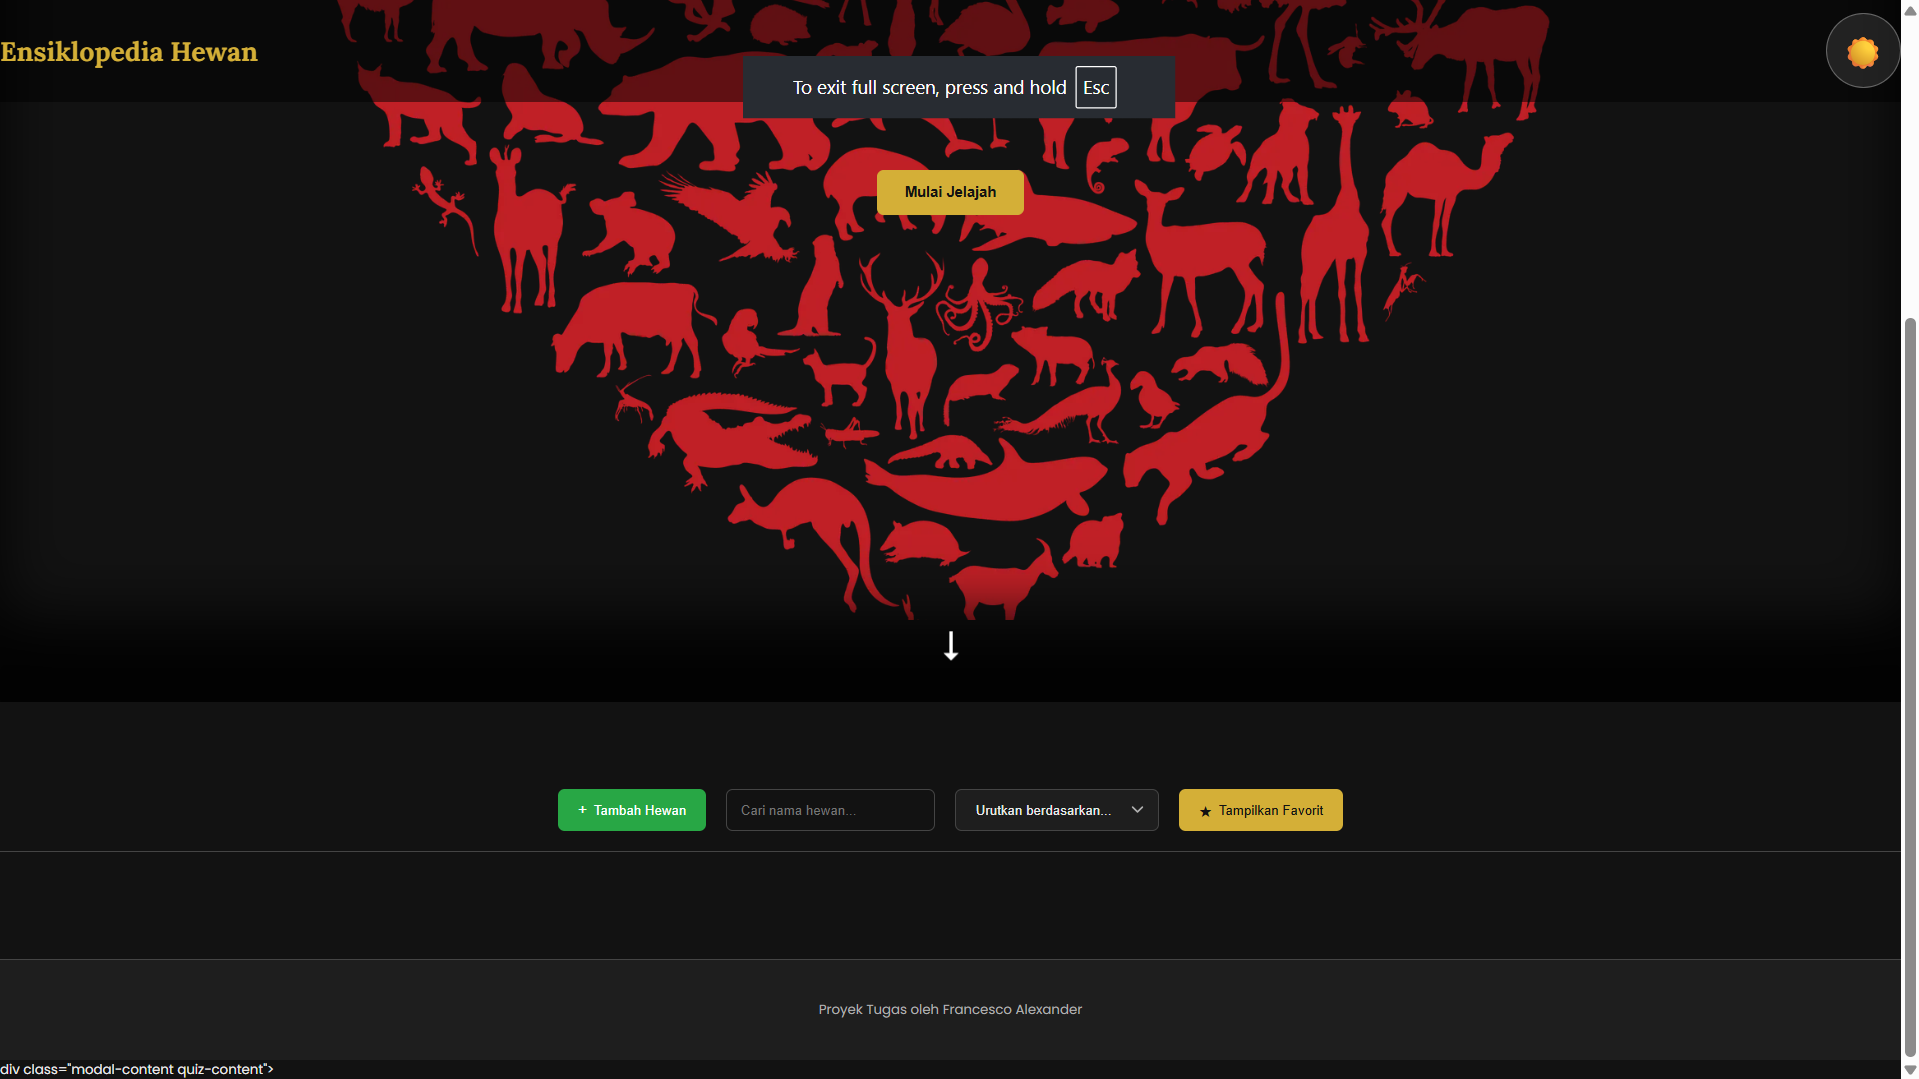 Ensiklopedia Hewan
To exit full screen, press and hold Esc
Mulai Jelajah
+ Tambah Hewan
Cari nama hewan...
Urutkan berdasarkan...
★ Tampilkan Favorit
Proyek Tugas oleh Francesco Alexander
div class="modal-content quiz-content">